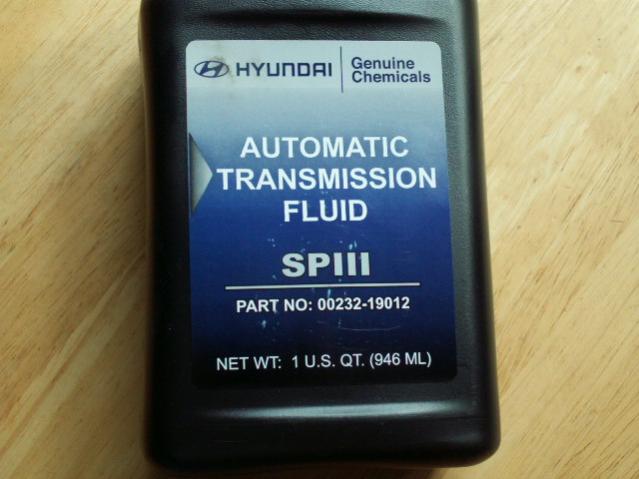 HYUNDAI
Genuine
Chemicals
AUTOMATIC
TRANSMISSION
FLUID
SPIII
PART NO: 00232-19012
NET WT: 1 U.S. QT. (946 ML)